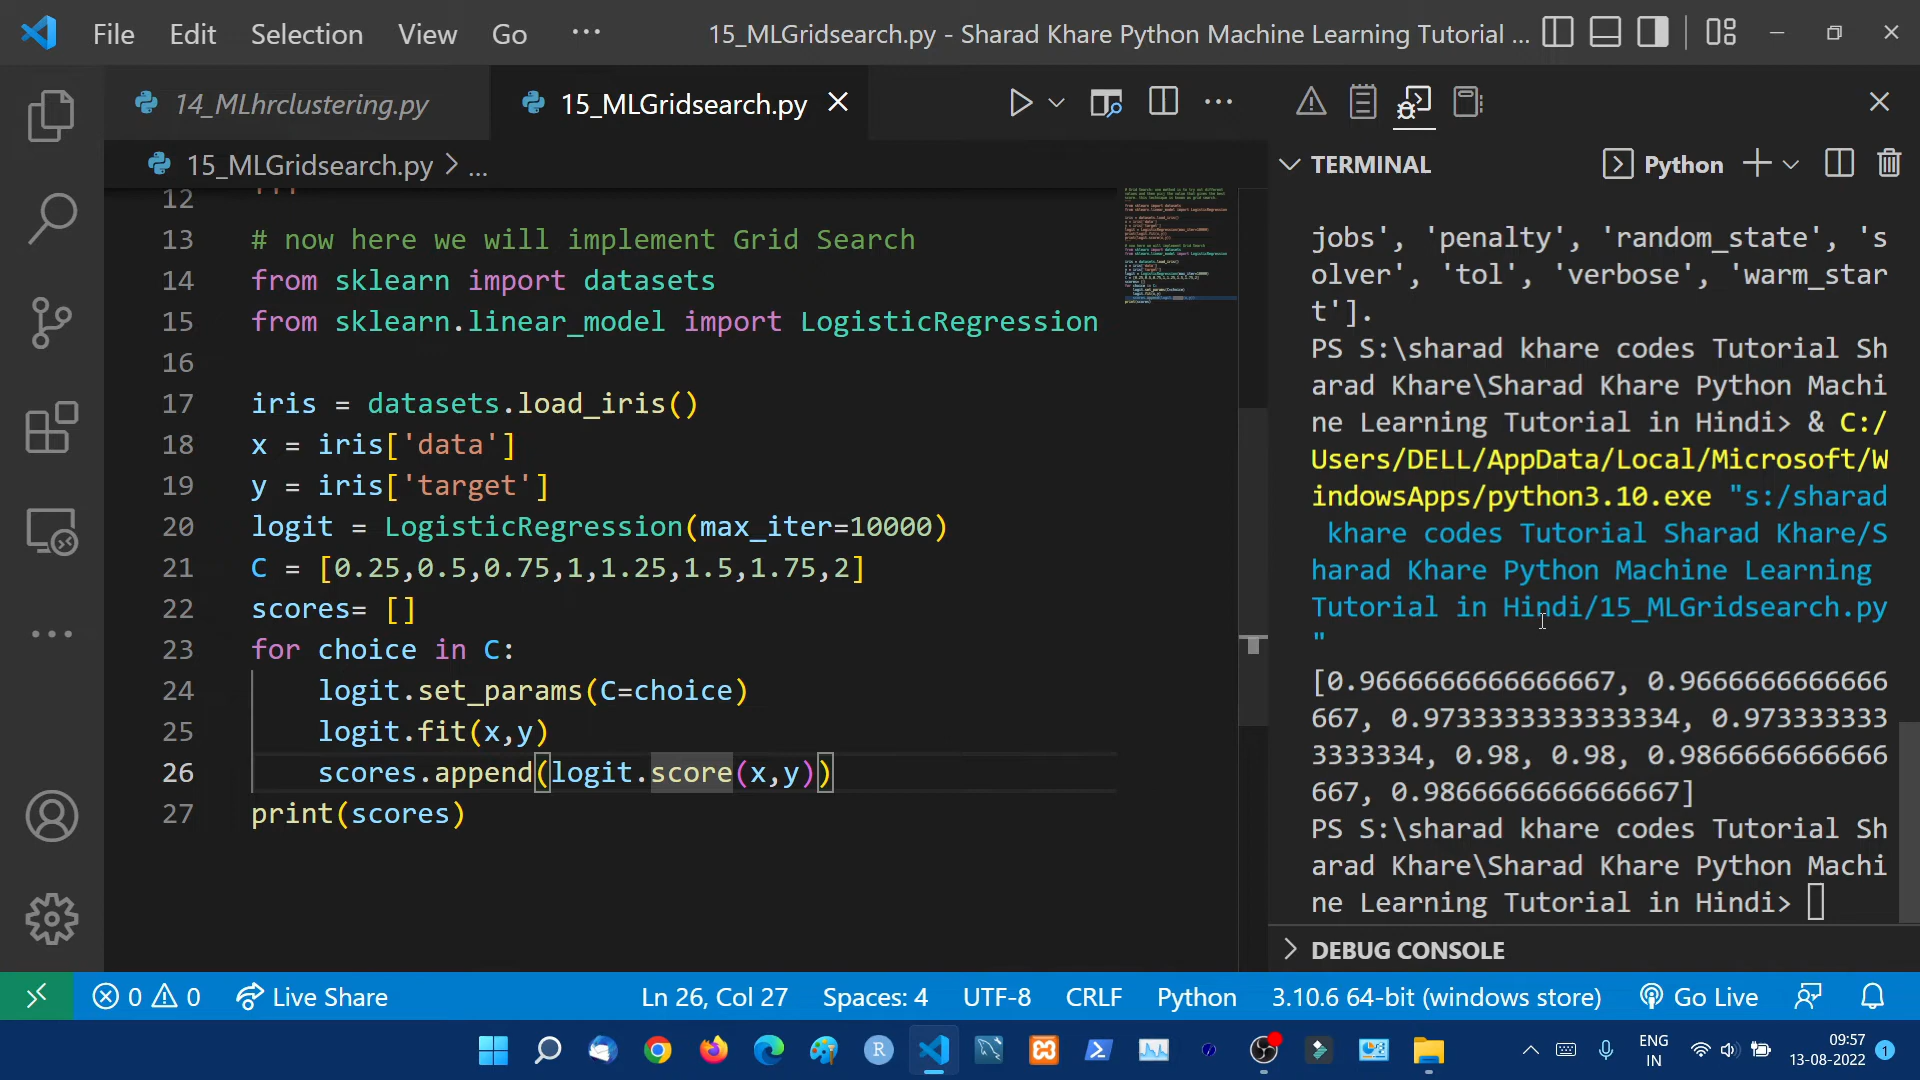 File Edit Selection View Go ··· 15_MLGridsearch.py - Sharad Khare Python Machine Learning Tutorial ...
14_MLhrclustering.py 15_MLGridsearch.py
15_MLGridsearch.py > ...
12 '''
13 # now here we will implement Grid Search
14 from sklearn import datasets
15 from sklearn.linear_model import LogisticRegression
16
17 iris = datasets.load_iris()
18 x = iris['data']
19 y = iris['target']
20 logit = LogisticRegression(max_iter=10000)
21 C = [0.25,0.5,0.75,1,1.25,1.5,1.75,2]
22 scores= []
23 for choice in C:
24 logit.set_params(C=choice)
25 logit.fit(x,y)
26 scores.append(logit.score(x,y))
27 print(scores)
TERMINAL Python
jobs', 'penalty', 'random_state', 's
olver', 'tol', 'verbose', 'warm_star
t'].
PS S:\sharad khare codes Tutorial Sh
arad Khare\Sharad Khare Python Machi
ne Learning Tutorial in Hindi> & C:/
Users/DELL/AppData/Local/Microsoft/W
indowsApps/python3.10.exe "s:/sharad
khare codes Tutorial Sharad Khare/S
harad Khare Python Machine Learning
Tutorial in Hindi/15_MLGridsearch.py
"
[0.9666666666666667, 0.9666666666666
667, 0.9733333333333334, 0.973333333
3333334, 0.98, 0.98, 0.9866666666666
667, 0.9866666666666667]
PS S:\sharad khare codes Tutorial Sh
arad Khare\Sharad Khare Python Machi
ne Learning Tutorial in Hindi>
DEBUG CONSOLE
0 0 Live Share Ln 26, Col 27 Spaces: 4 UTF-8 CRLF Python 3.10.6 64-bit (windows store) Go Live
R ENG
IN
09:57
13-08-2022 1